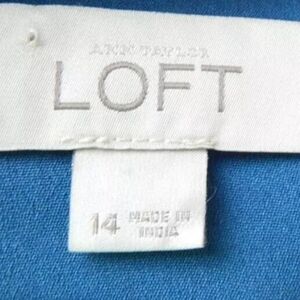 ANN TAYLOR
LOFT
14 MADE IN
INDIA